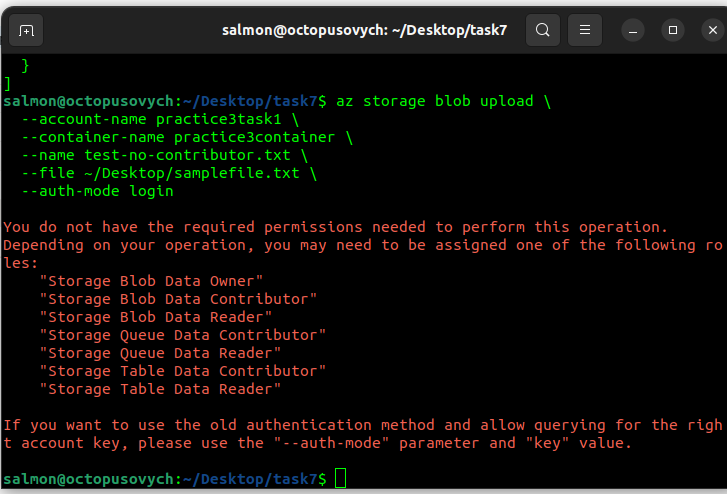 salmon@octopusovych: ~/Desktop/task7
  }
]
salmon@octopusovych:~/Desktop/task7$ az storage blob upload \
  --account-name practice3task1 \
  --container-name practice3container \
  --name test-no-contributor.txt \
  --file ~/Desktop/samplefile.txt \
  --auth-mode login

You do not have the required permissions needed to perform this operation.
Depending on your operation, you may need to be assigned one of the following ro
les:
    "Storage Blob Data Owner"
    "Storage Blob Data Contributor"
    "Storage Blob Data Reader"
    "Storage Queue Data Contributor"
    "Storage Queue Data Reader"
    "Storage Table Data Contributor"
    "Storage Table Data Reader"

If you want to use the old authentication method and allow querying for the righ
t account key, please use the "--auth-mode" parameter and "key" value.

salmon@octopusovych:~/Desktop/task7$